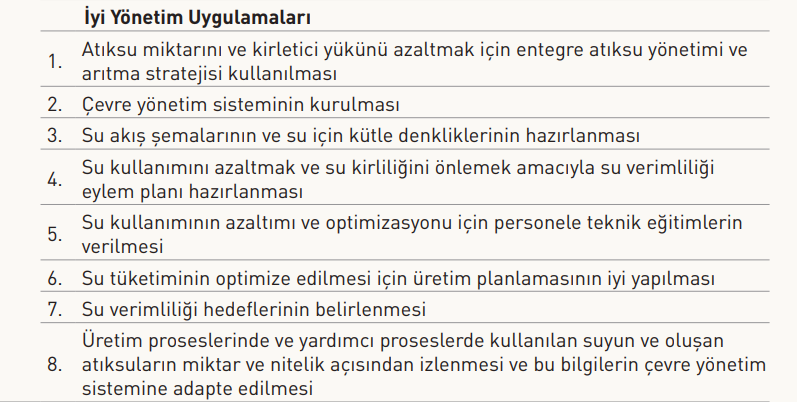 İyi Yönetim Uygulamaları
1. Atıksu miktarını ve kirletici yükünü azaltmak için entegre atıksu yönetimi ve
arıtma stratejisi kullanılması
2. Çevre yönetim sisteminin kurulması
3. Su akış şemalarının ve su için kütle denkliklerinin hazırlanması
4. Su kullanımını azaltmak ve su kirliliğini önlemek amacıyla su verimliliği
eylem planı hazırlanması
5. Su kullanımının azaltımı ve optimizasyonu için personele teknik eğitimlerin
verilmesi
6. Su tüketiminin optimize edilmesi için üretim planlamasının iyi yapılması
7. Su verimliliği hedeflerinin belirlenmesi
8. Üretim proseslerinde ve yardımcı proseslerde kullanılan suyun ve oluşan
atıksuların miktar ve nitelik açısından izlenmesi ve bu bilgilerin çevre yönetim
sistemine adapte edilmesi